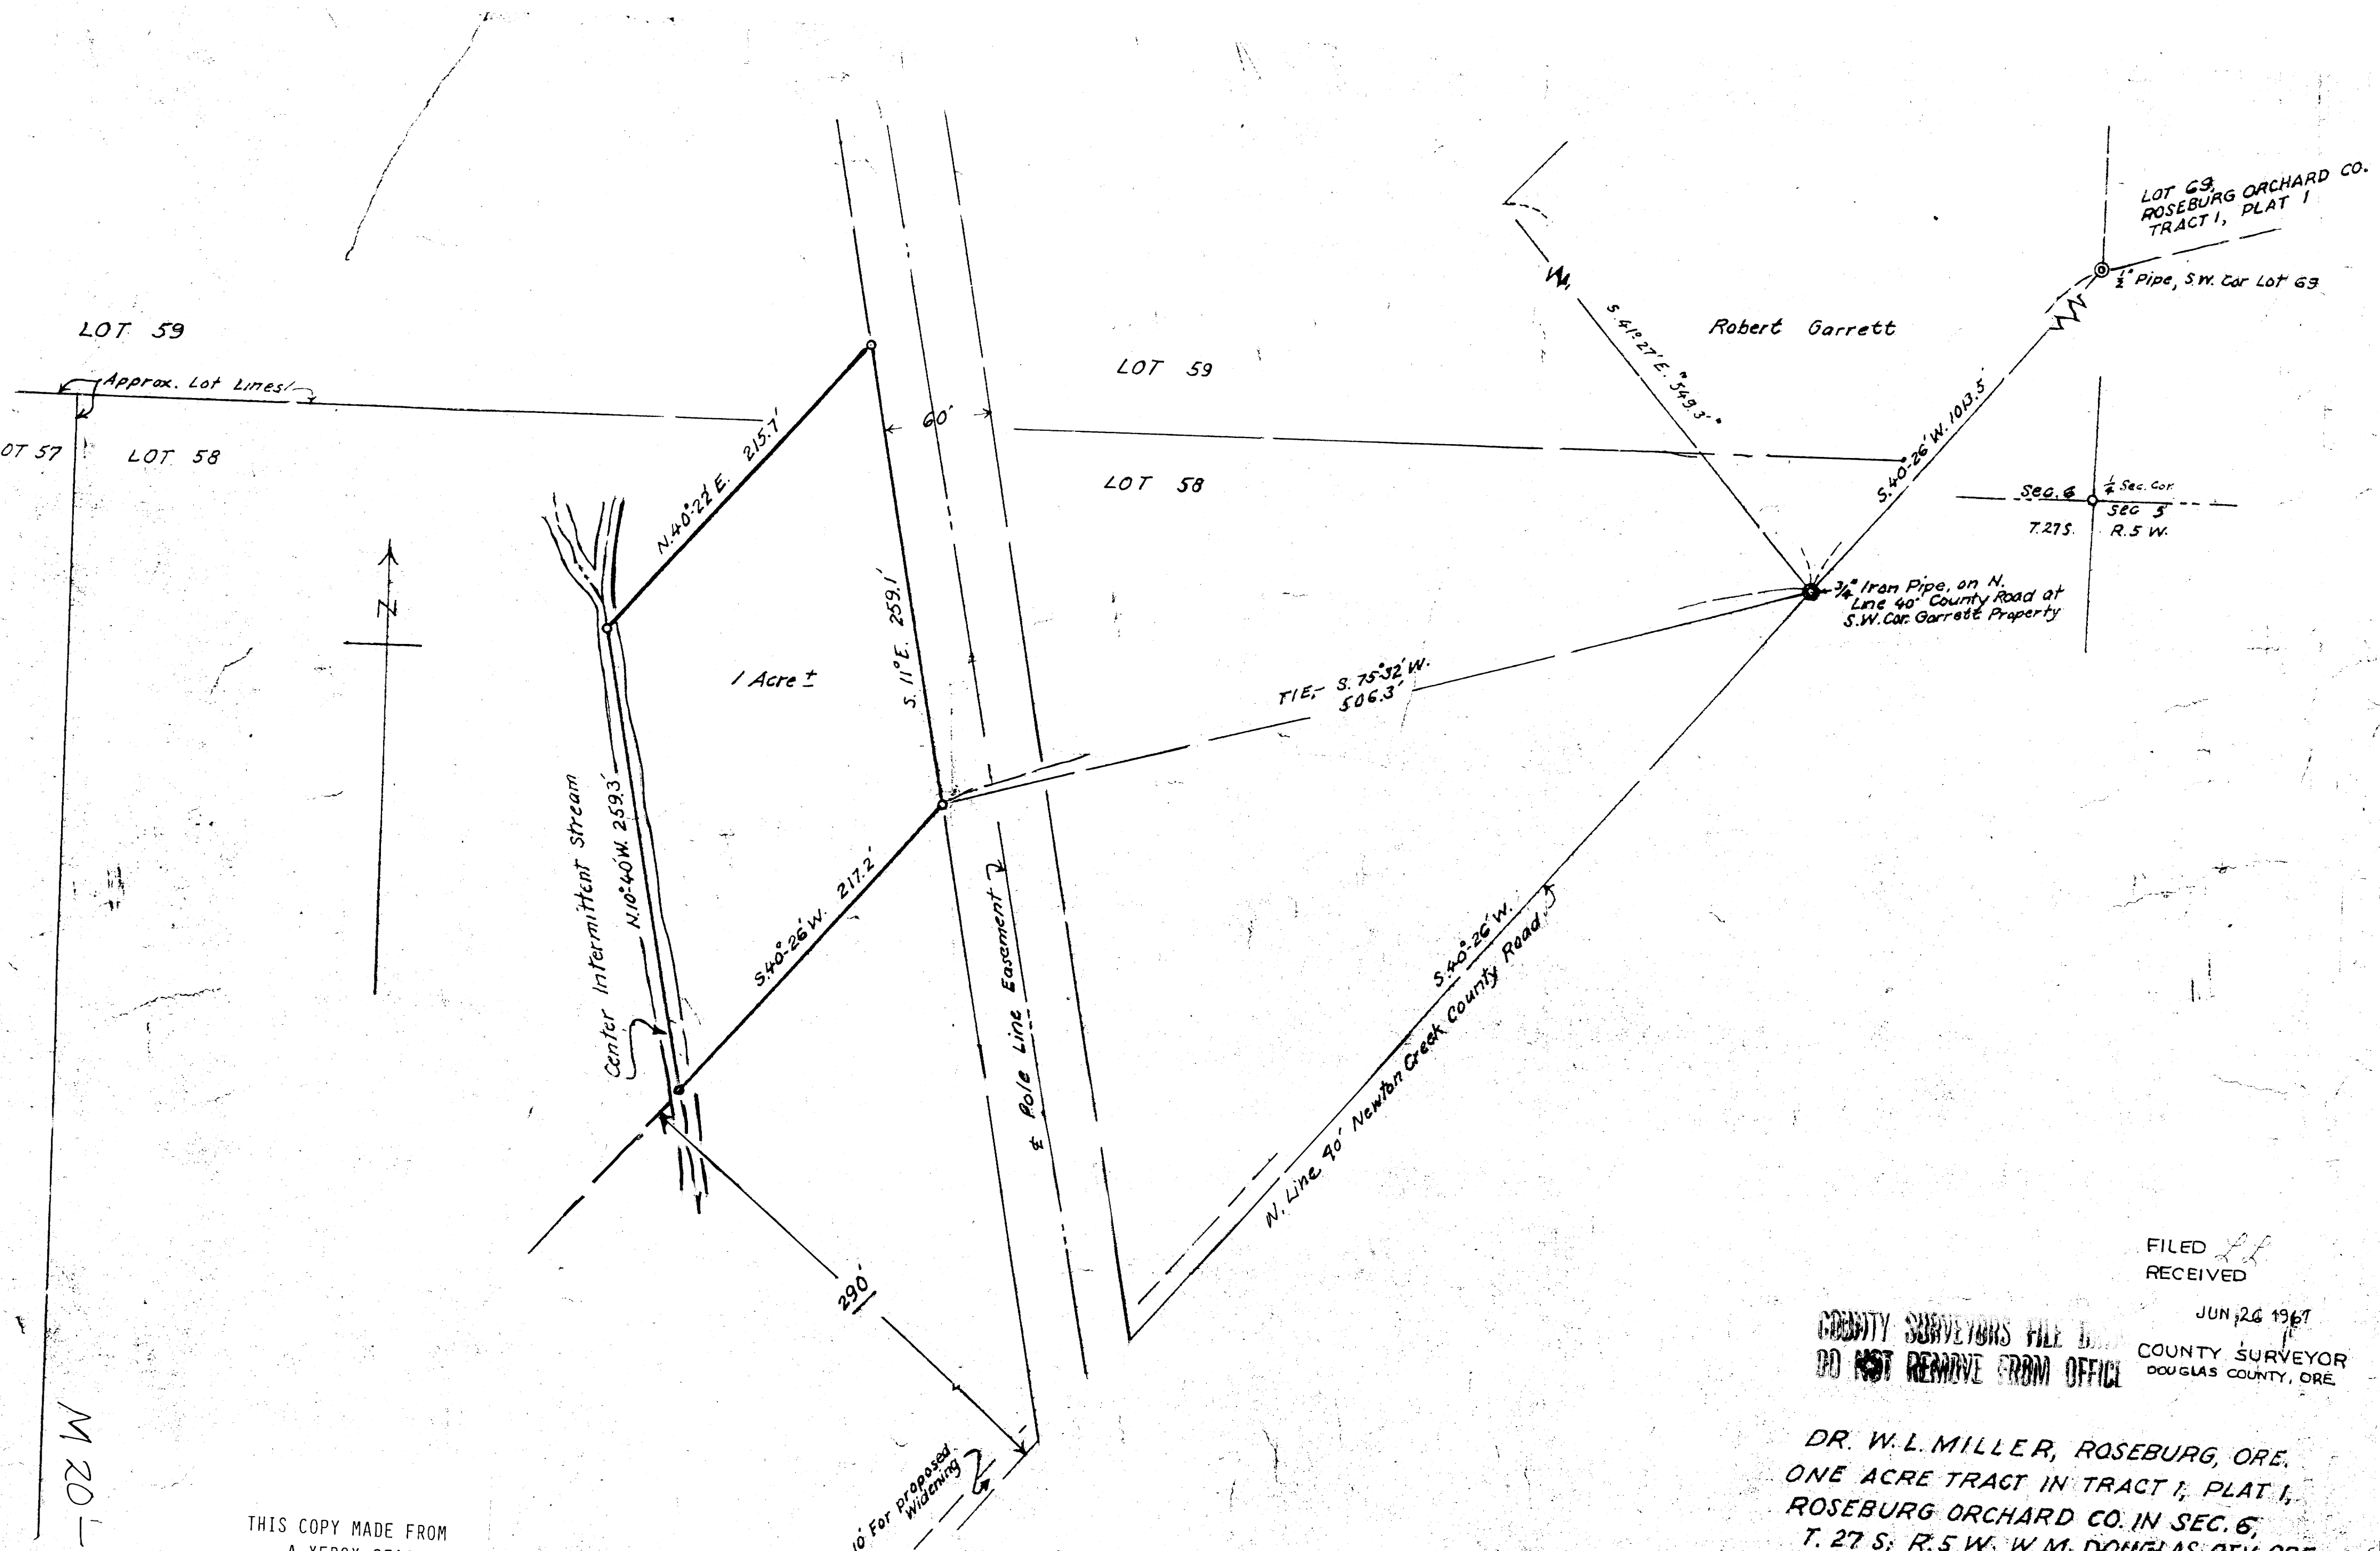 LOT 69,
ROSEBURG ORCHARD CO.
TRACT 1, PLAT 1
½" Pipe, S.W. Cor Lot 69
LOT 59
Approx. Lot Lines
OT 57
LOT 58
N.40°-22'E. 215.7'
60'
LOT 59
LOT 58
S.41°27'E. "549.3'"
Robert Garrett
S.40°-26'W. 1013.5'
Sec. 6
¼ Sec. Cor.
Sec 5
T.27S.
R.5 W.
¾" Iron Pipe, on N.
Line 40' County Road at
S.W. Cor. Garrett Property
N
1 Acre ±
S. 11°E. 259.1'
TIE,- S. 75°32'W.
506.3'
Center Intermittent Stream
N.10°-40'W. 259.3'
S.40°-26'W. 217.2'
℄ Pole Line Easement
S.40°-26'W.
N. Line 40' Newton Creek County Road
290'
10' For proposed
Widening
M 20-
THIS COPY MADE FROM
FILED
RECEIVED
JUN 26 1967
COUNTY SURVEYOR
DOUGLAS COUNTY, ORE
COUNTY SURVEYORS FILE
DO NOT REMOVE FROM OFFICE
DR. W. L. MILLER, ROSEBURG, ORE.
ONE ACRE TRACT IN TRACT 1, PLAT 1,
ROSEBURG ORCHARD CO. IN SEC. 6,
T. 27 S; R. 5 W. W.M. DOUGLAS